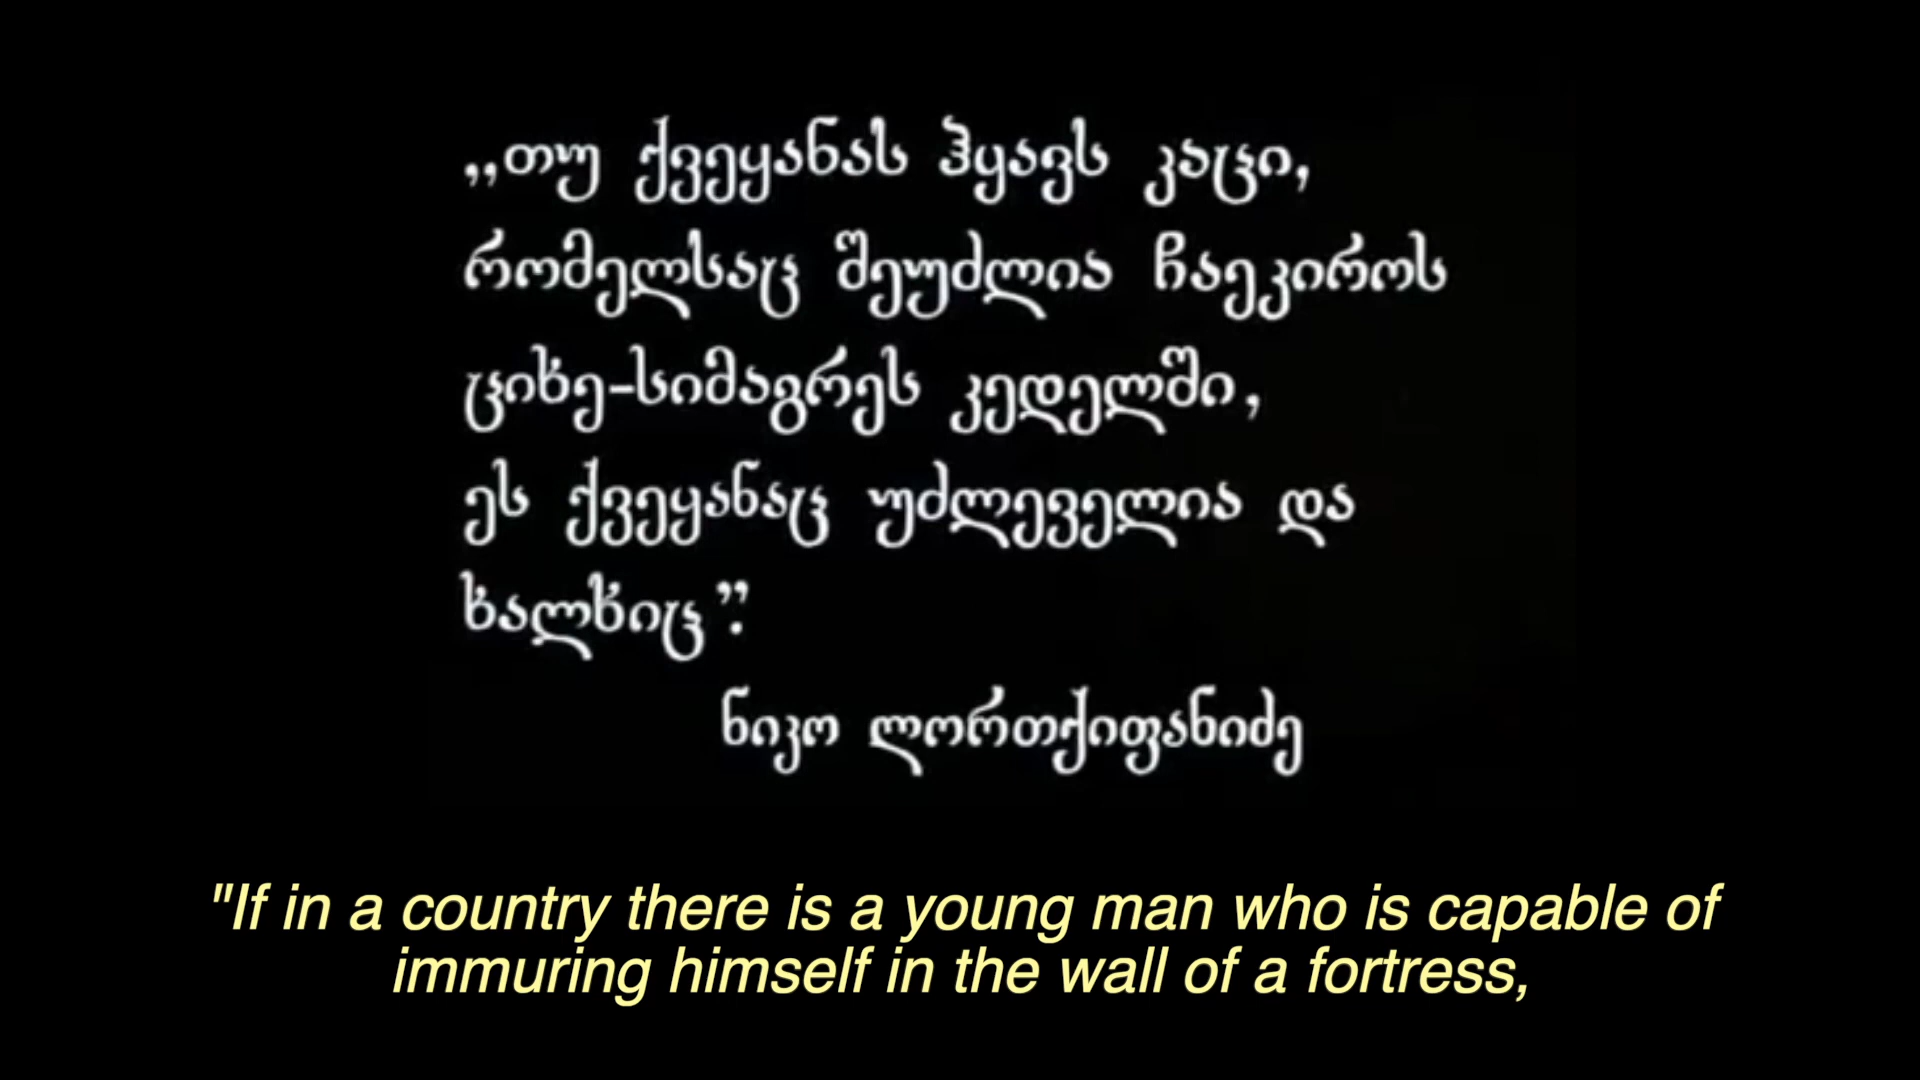 „თუ ქვეყანას ჰყავს კაცი,
რომელსაც შეუძლია ჩაეკიროს
ციხე-სიმაგრეს კედელში,
ეს ქვეყანაც უძლეველია და
ხალხიც”.
ნიკო ლორთქიფანიძე
"If in a country there is a young man who is capable of
immuring himself in the wall of a fortress,